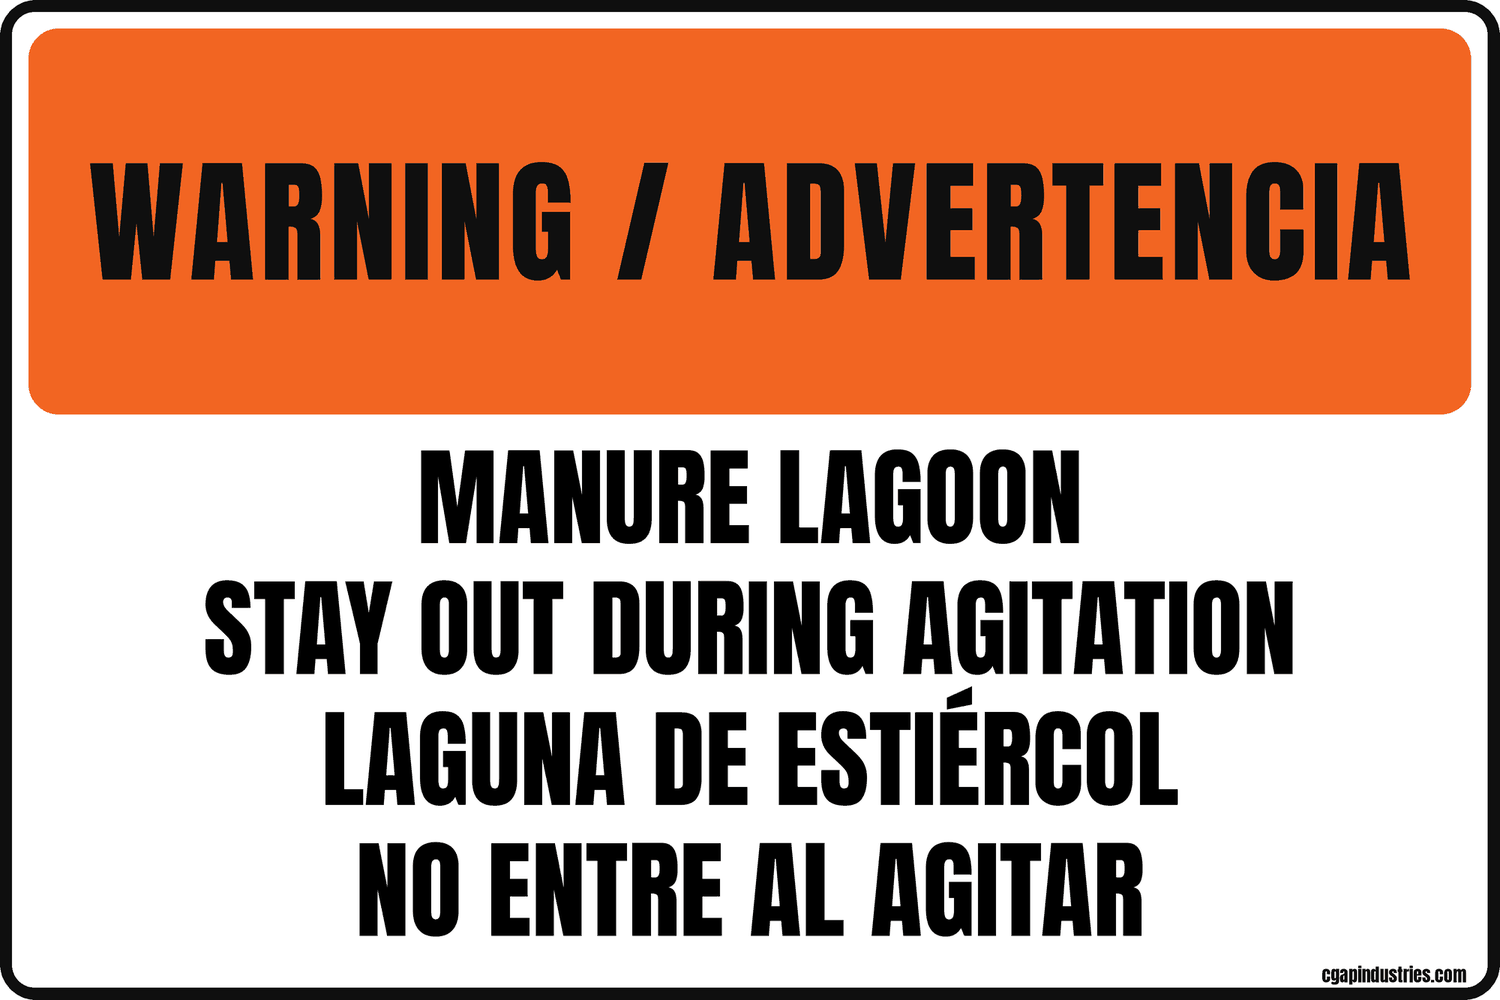 WARNING / ADVERTENCIA
MANURE LAGOON
STAY OUT DURING AGITATION
LAGUNA DE ESTIÉRCOL
NO ENTRE AL AGITAR
cgapindustries.com